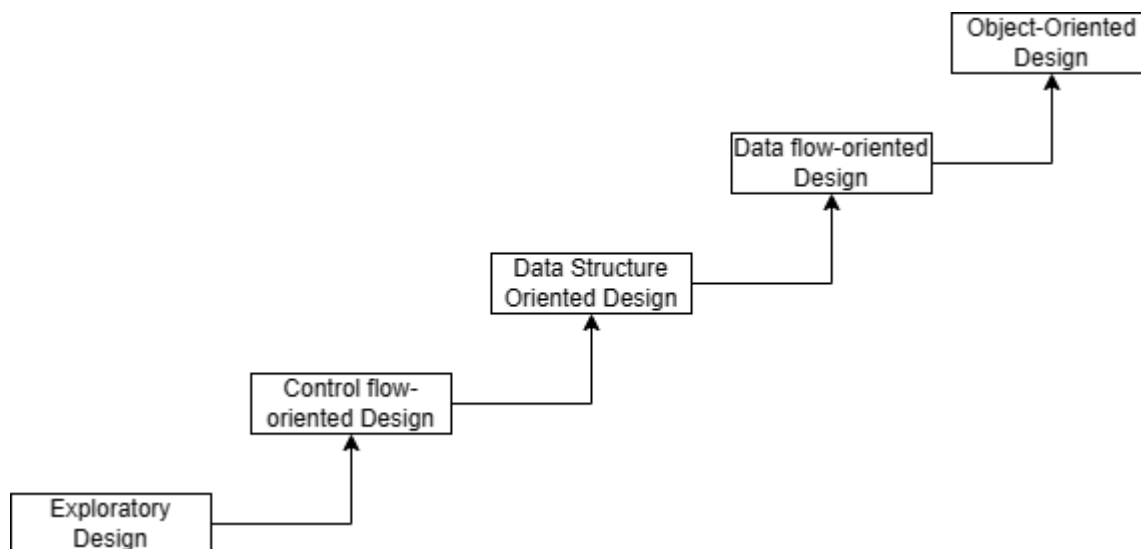 Object-Oriented
Design
Data flow-oriented
Design
Data Structure
Oriented Design
Control flow-
oriented Design
Exploratory
Design